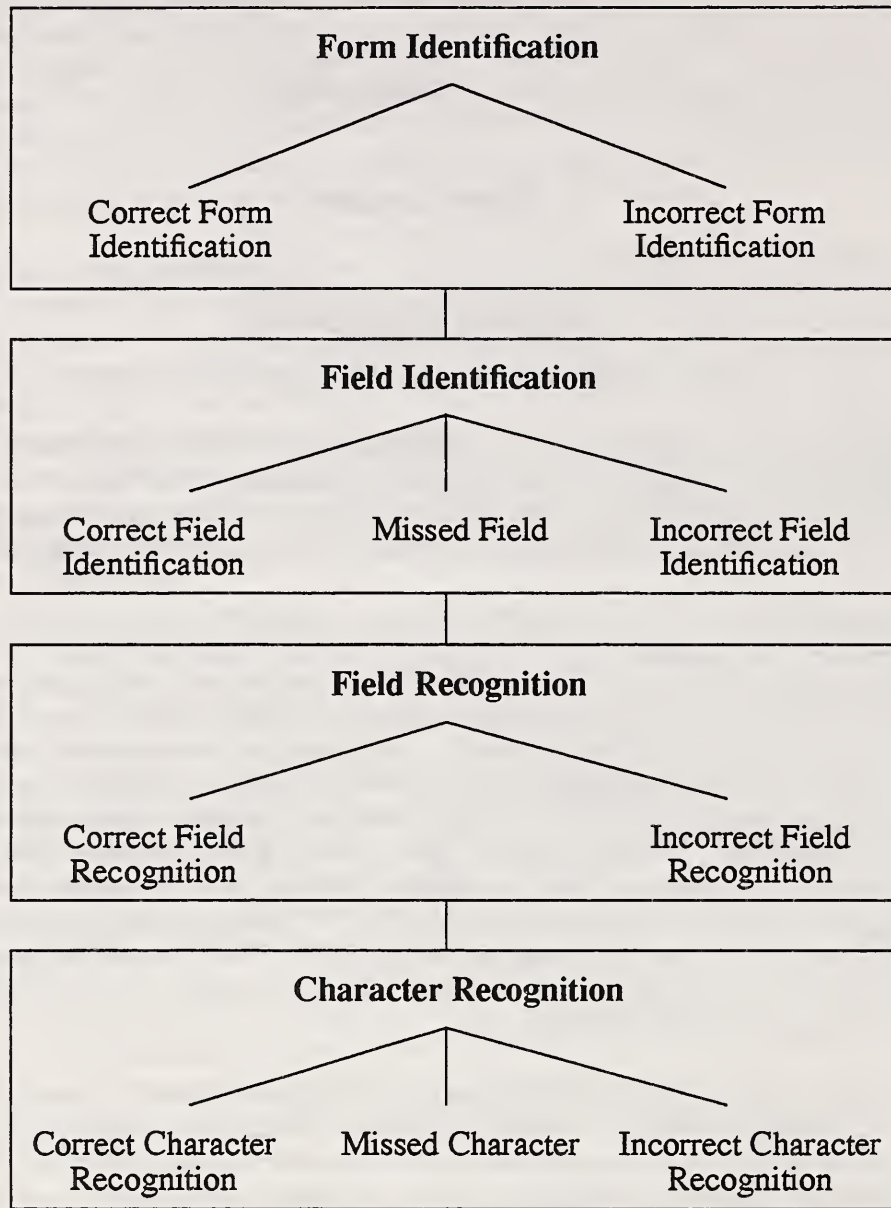 Form Identification
Correct Form
Identification
Incorrect Form
Identification
Field Identification
Correct Field
Identification
Missed Field
Incorrect Field
Identification
Field Recognition
Correct Field
Recognition
Incorrect Field
Recognition
Character Recognition
Correct Character
Recognition
Missed Character
Incorrect Character
Recognition